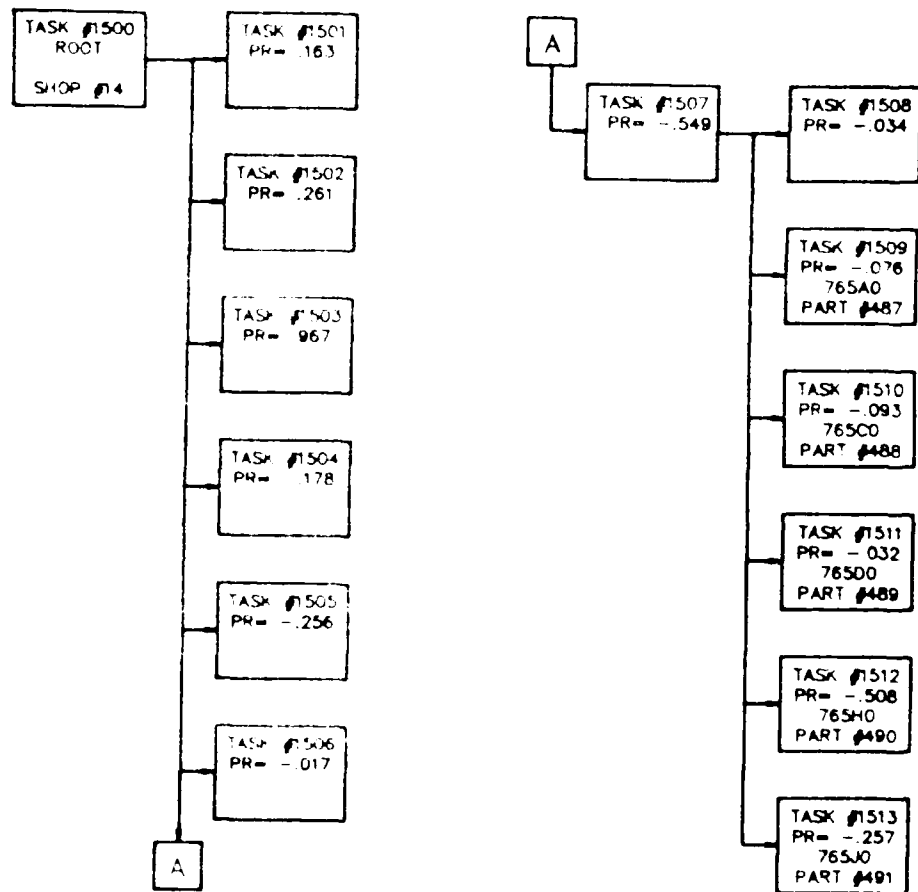 TASK #1500
ROOT
SHOP #14
TASK #1501
PR= .163
TASK #1502
PR= .261
TASK #1503
PR= 967
TASK #1504
PR= .178
TASK #1505
PR= -.256
TASK #1506
PR= -.017
A
A
TASK #1507
PR= -.549
TASK #1508
PR= -.034
TASK #1509
PR= -.076
765A0
PART #487
TASK #1510
PR= -.093
765C0
PART #488
TASK #1511
PR= -.032
765D0
PART #489
TASK #1512
PR= -.508
765H0
PART #490
TASK #1513
PR= -.257
765J0
PART #491